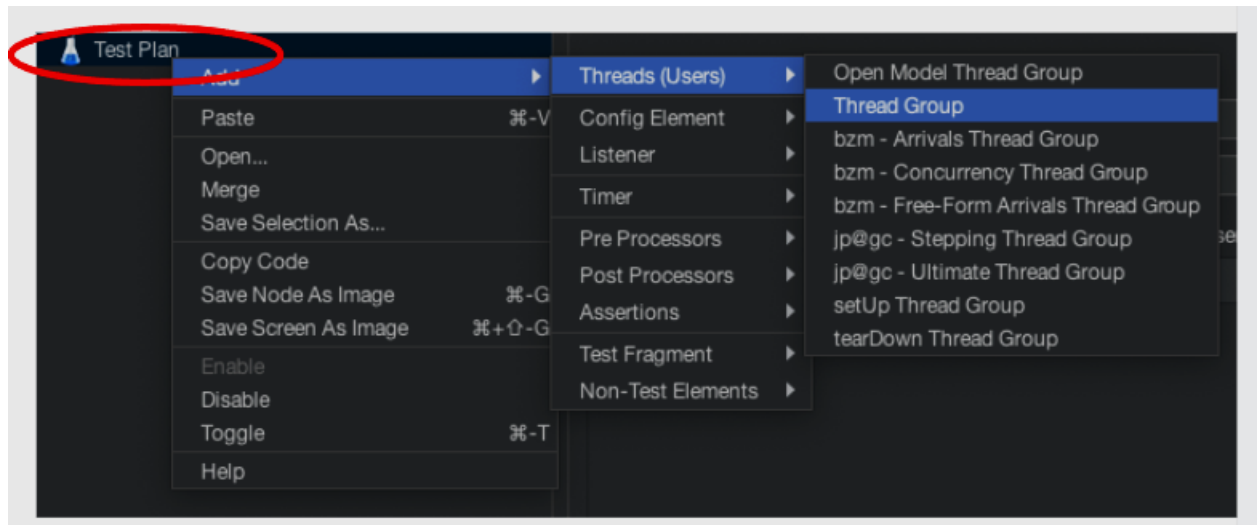 Test Plan
Add
Paste ⌘-V
Open...
Merge
Save Selection As...
Copy Code
Save Node As Image ⌘-G
Save Screen As Image ⌘+⇧-G
Enable
Disable
Toggle ⌘-T
Help
Threads (Users)
Config Element
Listener
Timer
Pre Processors
Post Processors
Assertions
Test Fragment
Non-Test Elements
Open Model Thread Group
Thread Group
bzm - Arrivals Thread Group
bzm - Concurrency Thread Group
bzm - Free-Form Arrivals Thread Group
jp@gc - Stepping Thread Group
jp@gc - Ultimate Thread Group
setUp Thread Group
tearDown Thread Group
se